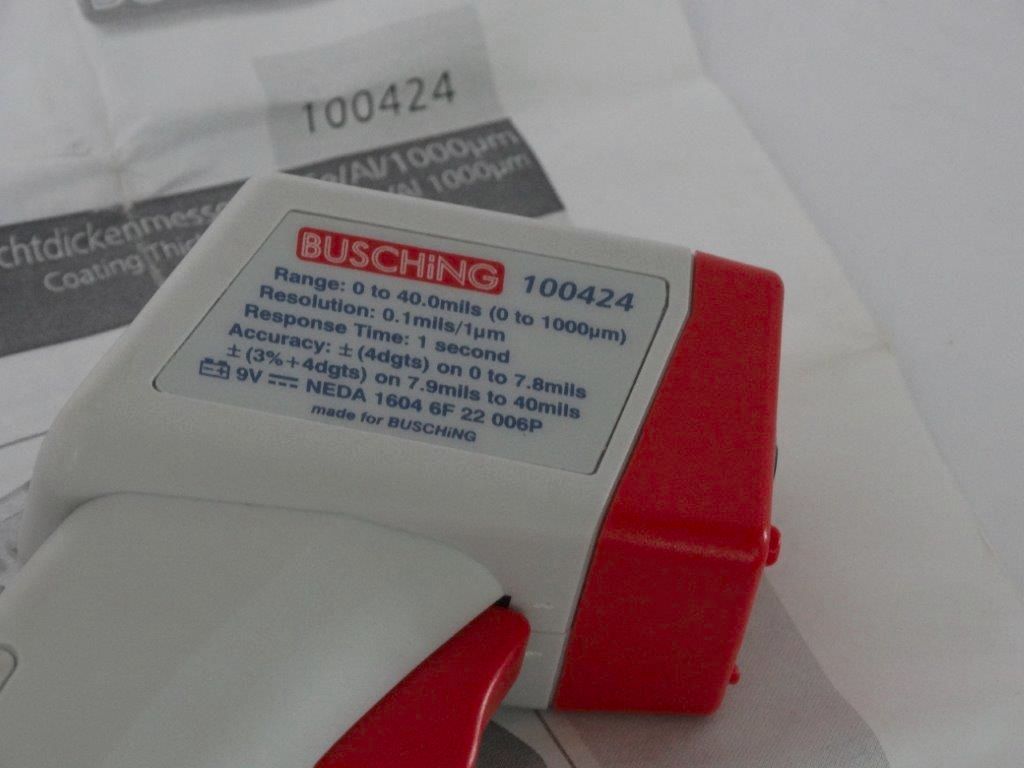 100424
e/Al/1000µm
/Al 1000µm
chtdickenmesse
Coating Thic
BUSCHiNG 100424
Range: 0 to 40.0mils (0 to 1000µm)
Resolution: 0.1mils/1µm
Response Time: 1 second
Accuracy: ± (4dgts) on 0 to 7.8mils
± (3%+4dgts) on 7.9mils to 40mils
9V NEDA 1604 6F 22 006P
made for BUSCHiNG